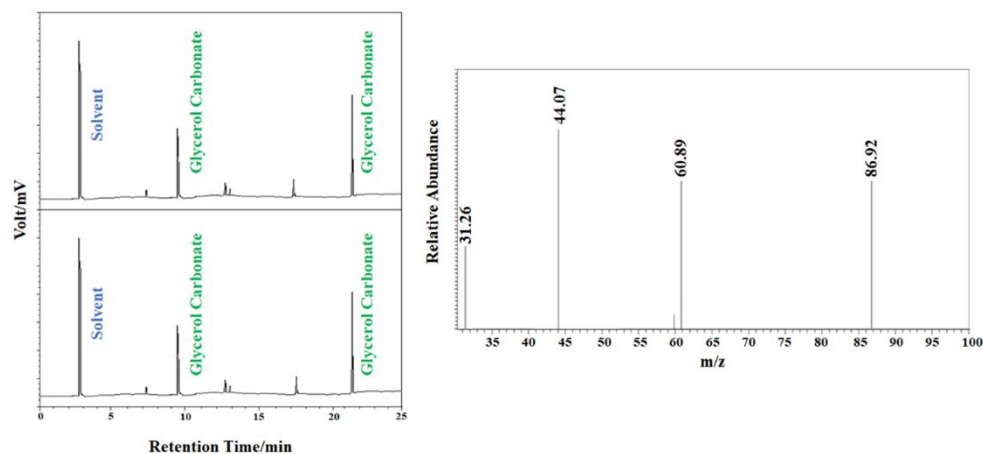 Volt/mV
Solvent
Glycerol Carbonate
Glycerol Carbonate
Solvent
Glycerol Carbonate
Glycerol Carbonate
0 5 10 15 20 25
Retention Time/min
Relative Abundance
31.26
44.07
60.89
86.92
35 40 45 50 55 60 65 70 75 80 85 90 95 100
m/z